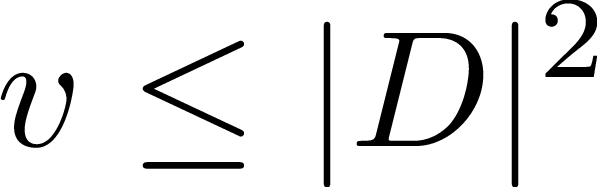 v ≤ |D|²